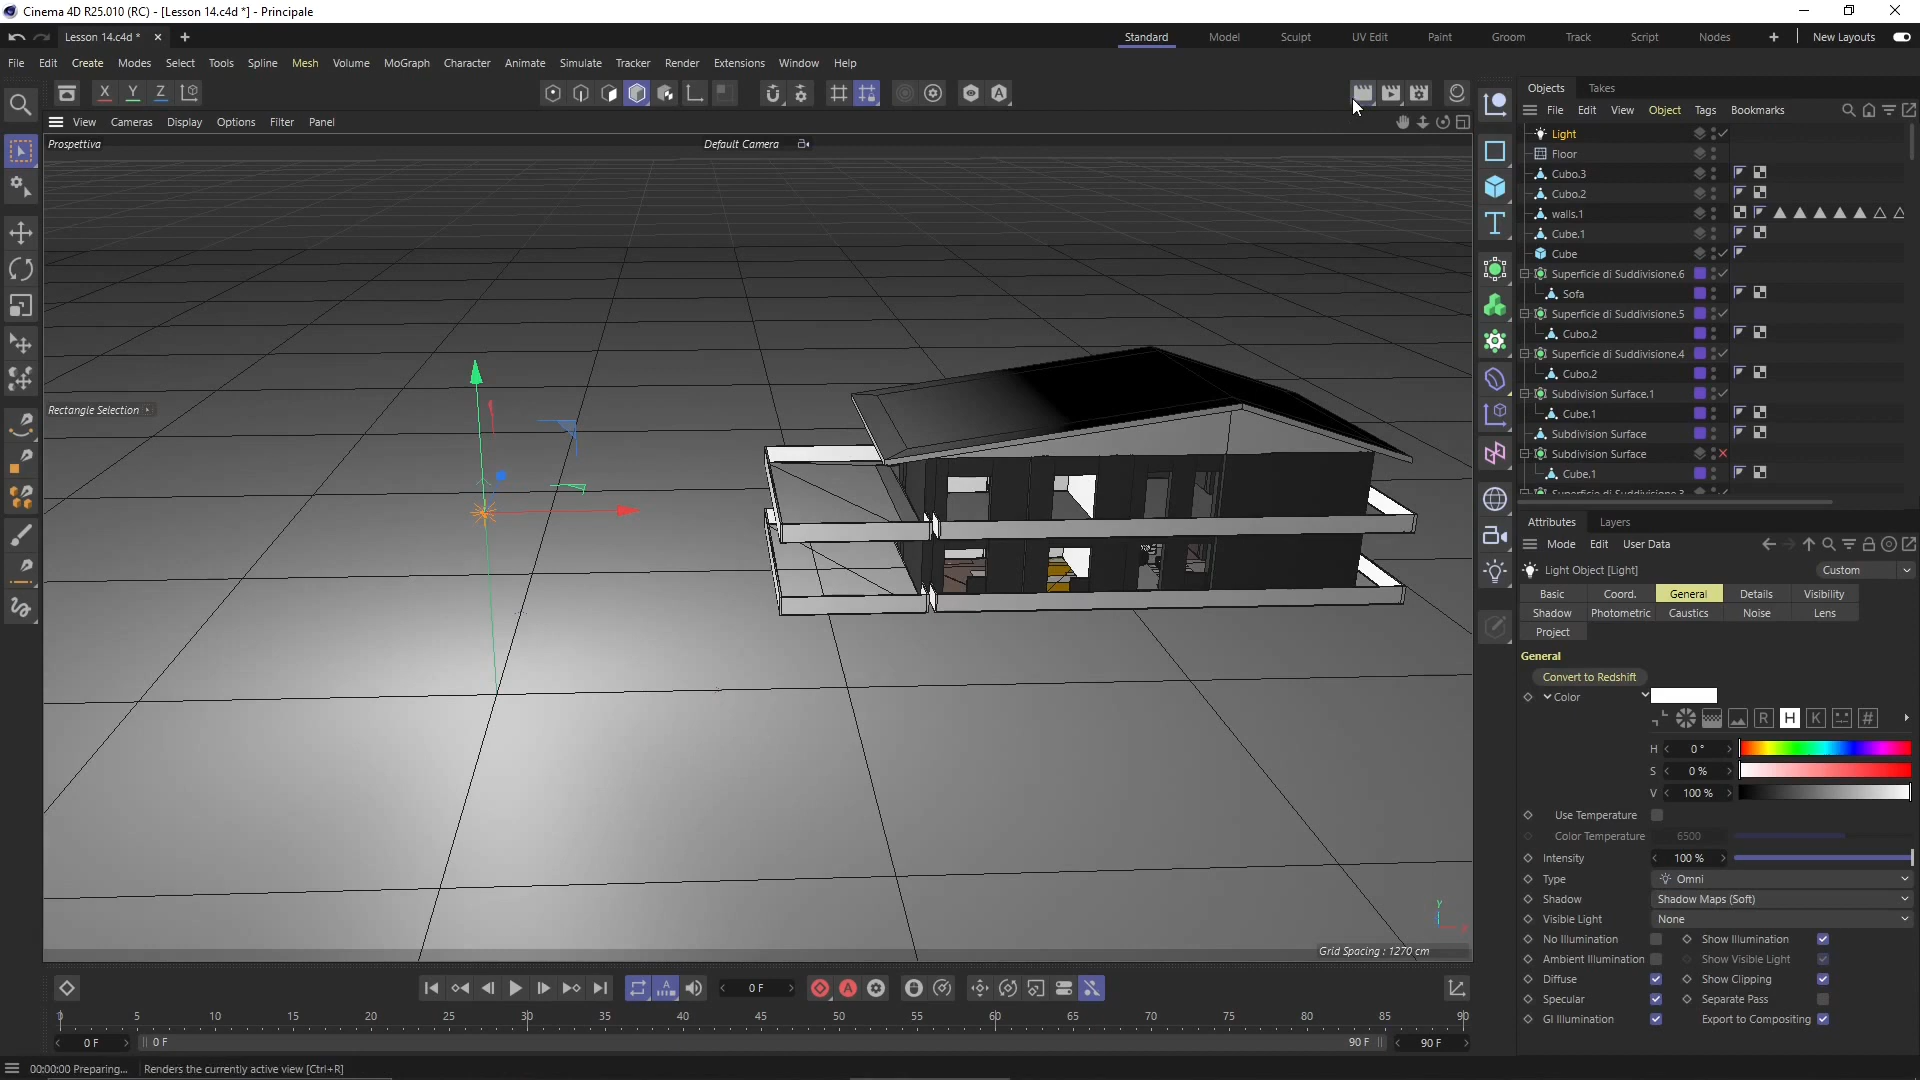 Cinema 4D R25.010 (RC) - [Lesson 14.c4d *] - Principale
Lesson 14.c4d * × +
Standard Model Sculpt UV Edit Paint Groom Track Script Nodes + New Layouts
File Edit Create Modes Select Tools Spline Mesh Volume MoGraph Character Animate Simulate Tracker Render Extensions Window Help
X Y Z
View Cameras Display Options Filter Panel
Prospettiva
Default Camera
Rectangle Selection
Y
Grid Spacing : 1270 cm
Objects Takes
File Edit View Object Tags Bookmarks
Light
Floor
Cubo.3
Cubo.2
walls.1
Cube.1
Cube
Superficie di Suddivisione.6
Sofa
Superficie di Suddivisione.5
Cubo.2
Superficie di Suddivisione.4
Cubo.2
Subdivision Surface.1
Cube.1
Subdivision Surface
Subdivision Surface
Cube.1
Attributes Layers
Mode Edit User Data
Light Object [Light] Custom
Basic Coord. General Details Visibility
Shadow Photometric Caustics Noise Lens
Project
General
Convert to Redshift
Color
R H K #
H 0 °
S 0 %
V 100 %
Use Temperature
Color Temperature 6500
Intensity 100 %
Type Omni
Shadow Shadow Maps (Soft)
Visible Light None
No Illumination Show Illumination
Ambient Illumination Show Visible Light
Diffuse Show Clipping
Specular Separate Pass
GI Illumination Export to Compositing
0 F
0 5 10 15 20 25 30 35 40 45 50 55 60 65 70 75 80 85 90
0 F 0 F 90 F 90 F
00:00:00 Preparing... Renders the currently active view [Ctrl+R]